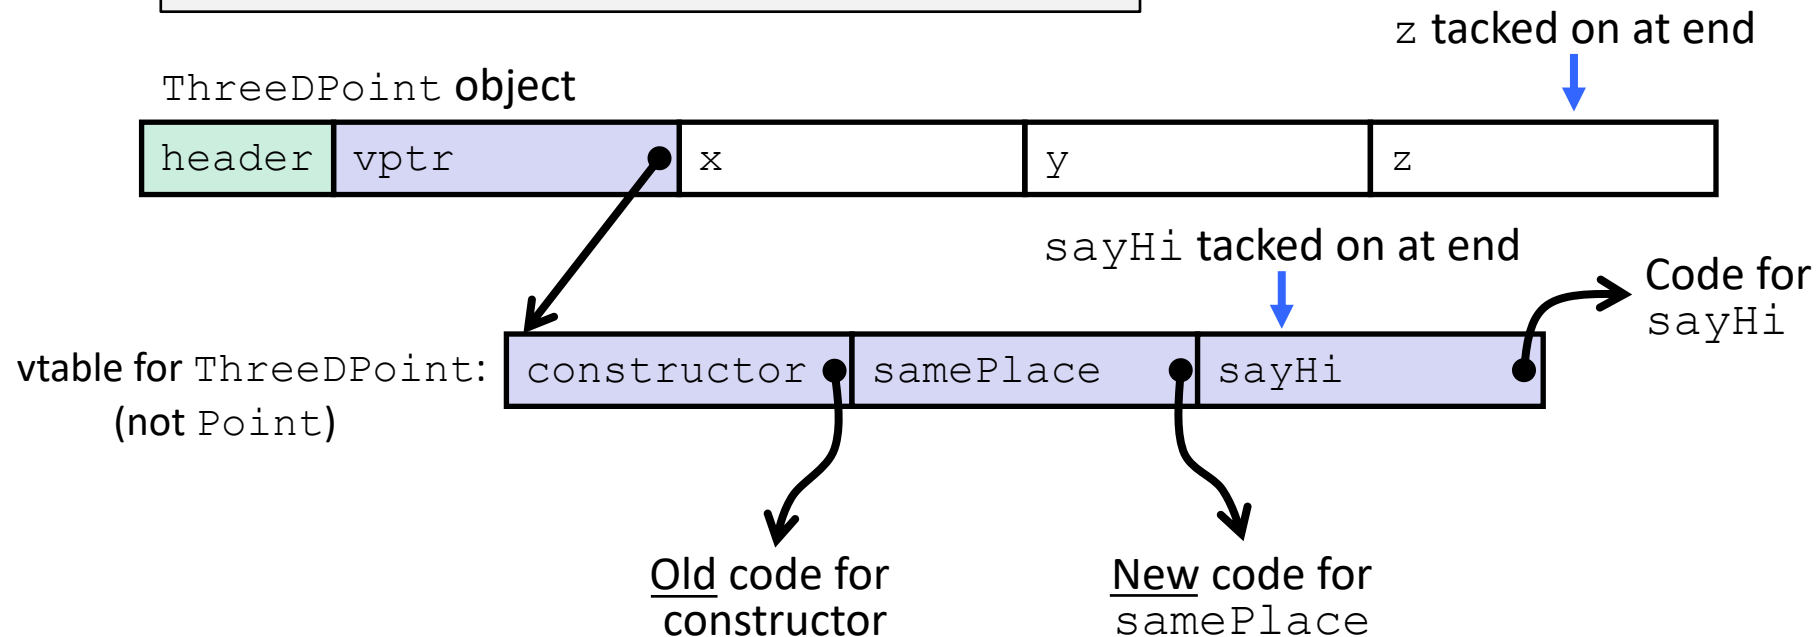 z tacked on at end
ThreeDPoint object
header vptr x y z
sayHi tacked on at end
Code for
sayHi
vtable for ThreeDPoint:
(not Point)
constructor samePlace sayHi
Old code for
constructor
New code for
samePlace